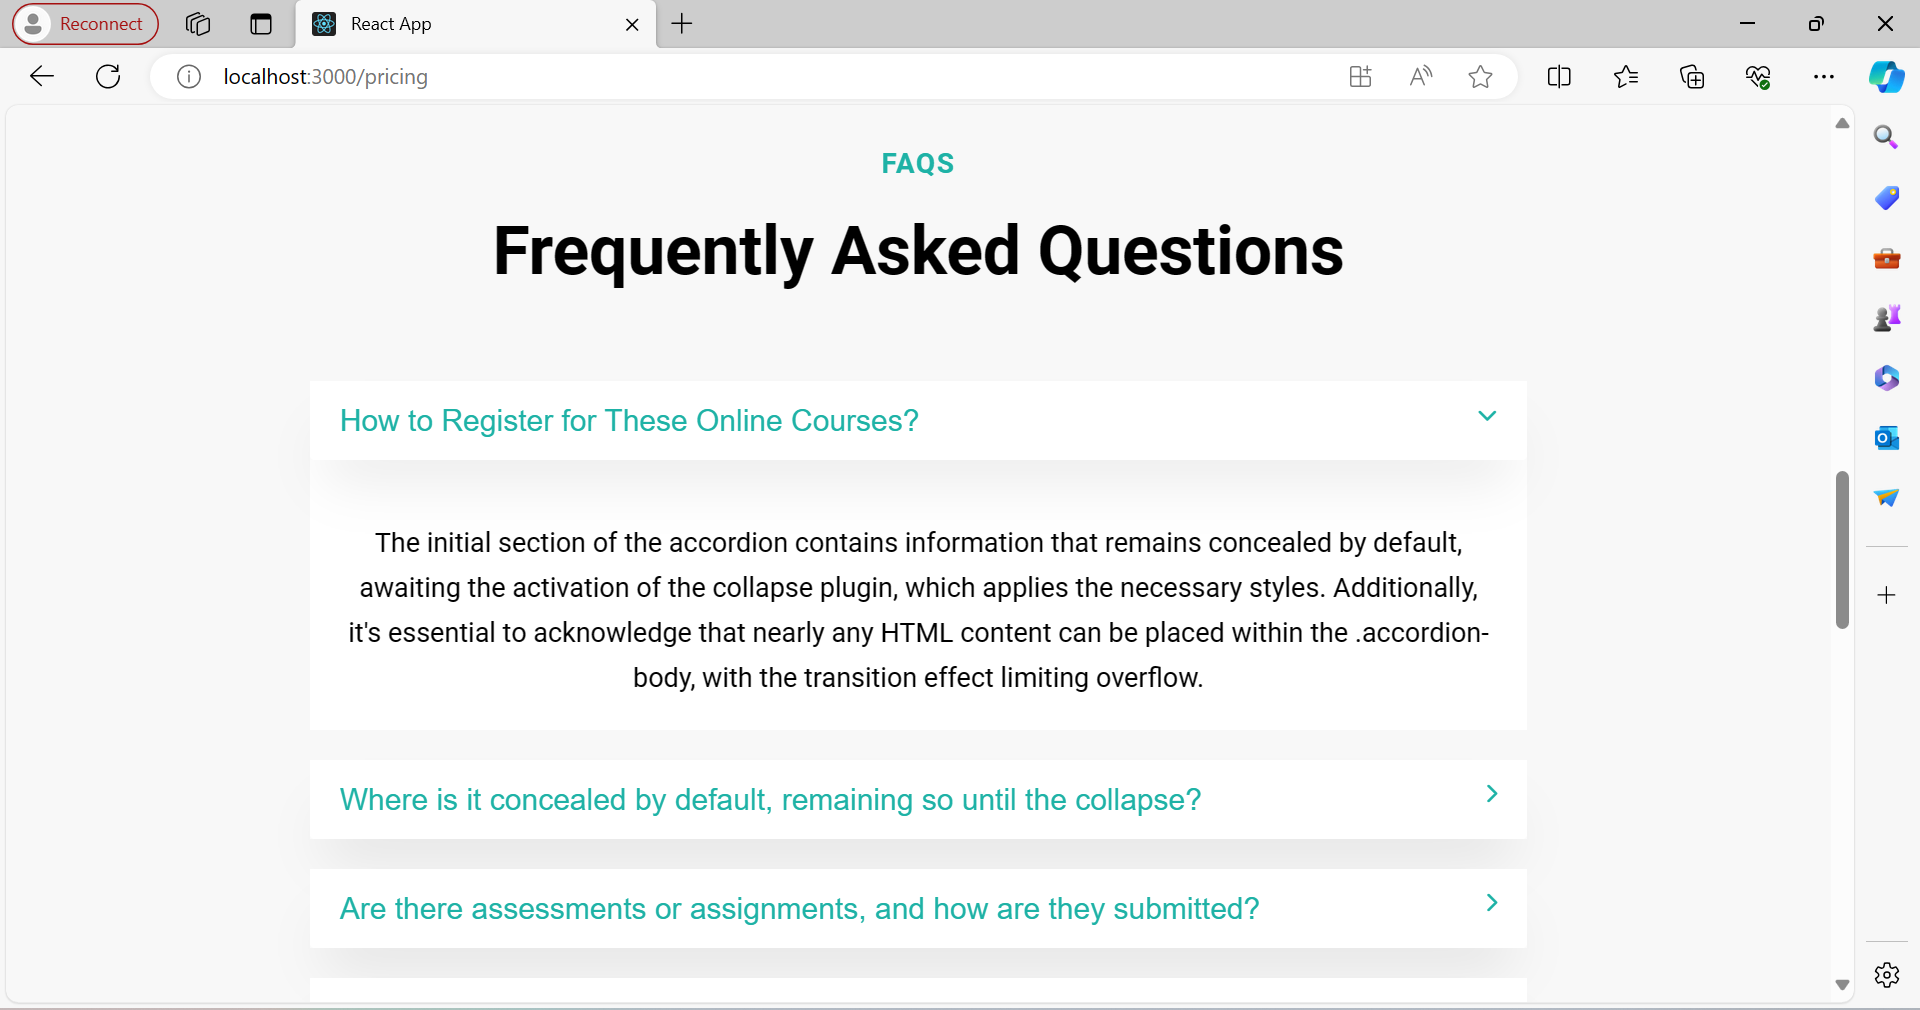 Reconnect
React App
localhost:3000/pricing
FAQS
Frequently Asked Questions
How to Register for These Online Courses?
The initial section of the accordion contains information that remains concealed by default,
awaiting the activation of the collapse plugin, which applies the necessary styles. Additionally,
it's essential to acknowledge that nearly any HTML content can be placed within the .accordion-
body, with the transition effect limiting overflow.
Where is it concealed by default, remaining so until the collapse?
Are there assessments or assignments, and how are they submitted?